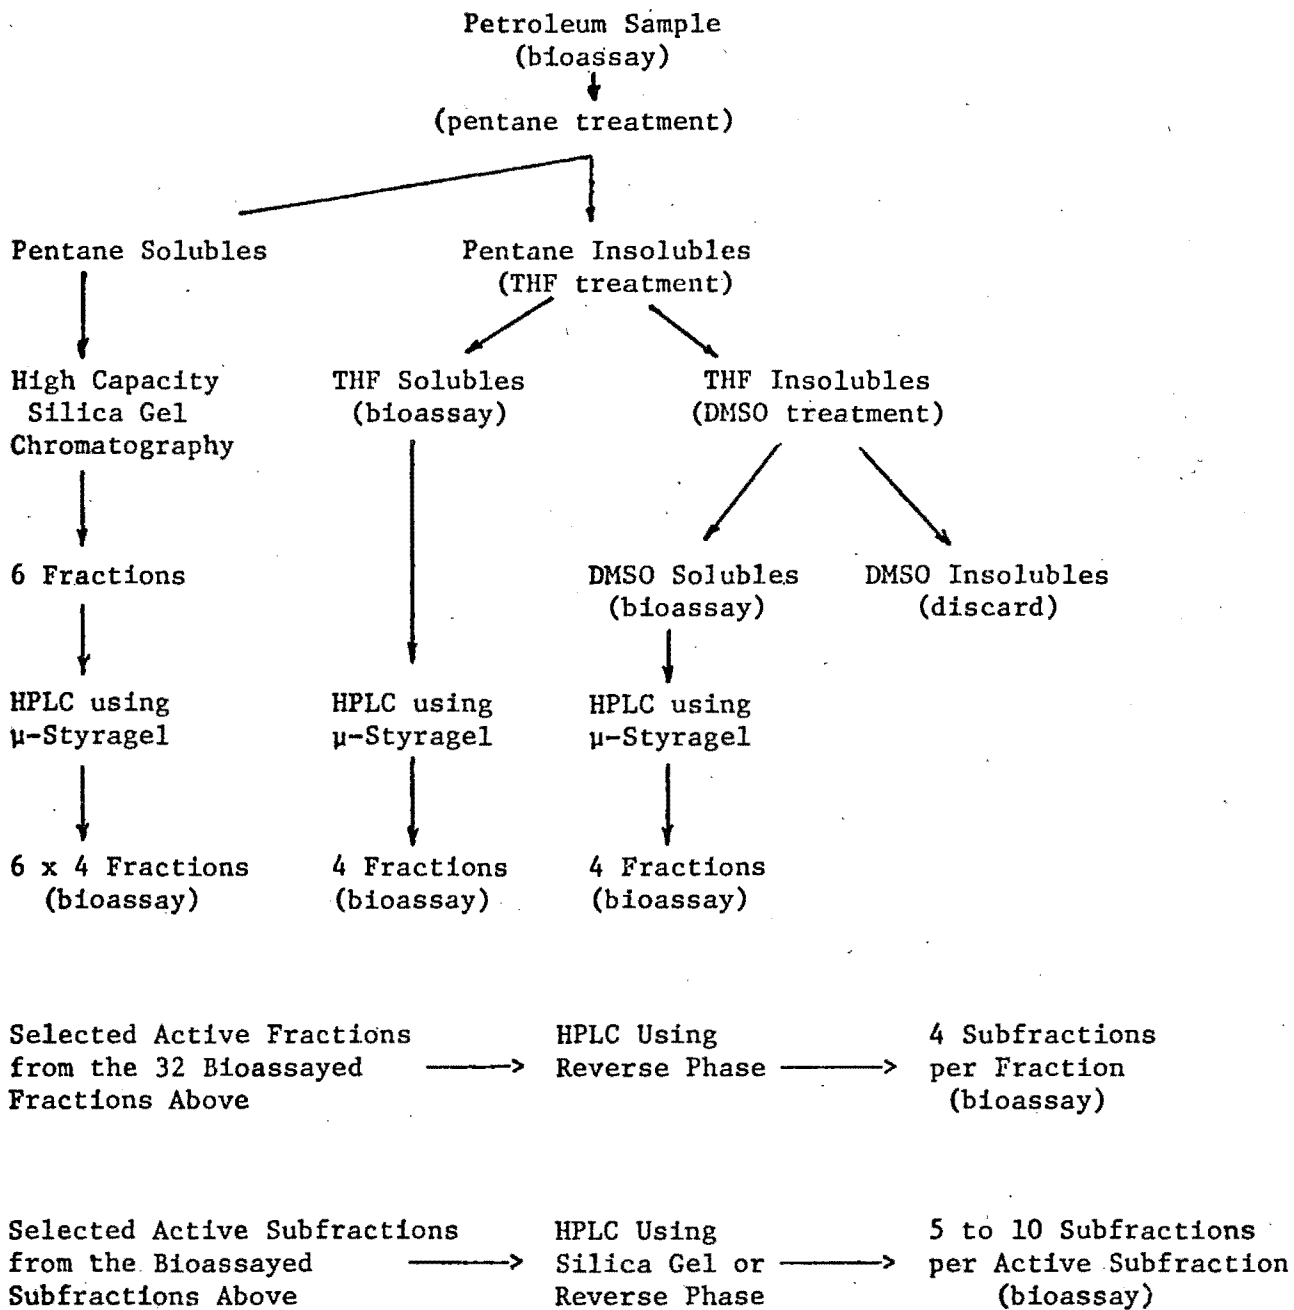 Petroleum Sample
(bioassay)
(pentane treatment)
Pentane Solubles
Pentane Insolubles
(THF treatment)
High Capacity
Silica Gel
Chromatography
THF Solubles
(bioassay)
THF Insolubles
(DMSO treatment)
6 Fractions
DMSO Solubles
(bioassay)
DMSO Insolubles
(discard)
HPLC using
μ-Styragel
HPLC using
μ-Styragel
HPLC using
μ-Styragel
6 x 4 Fractions
(bioassay)
4 Fractions
(bioassay)
4 Fractions
(bioassay)
Selected Active Fractions
from the 32 Bioassayed
Fractions Above
HPLC Using
Reverse Phase
4 Subfractions
per Fraction
(bioassay)
Selected Active Subfractions
from the Bioassayed
Subfractions Above
HPLC Using
Silica Gel or
Reverse Phase
5 to 10 Subfractions
per Active Subfraction
(bioassay)